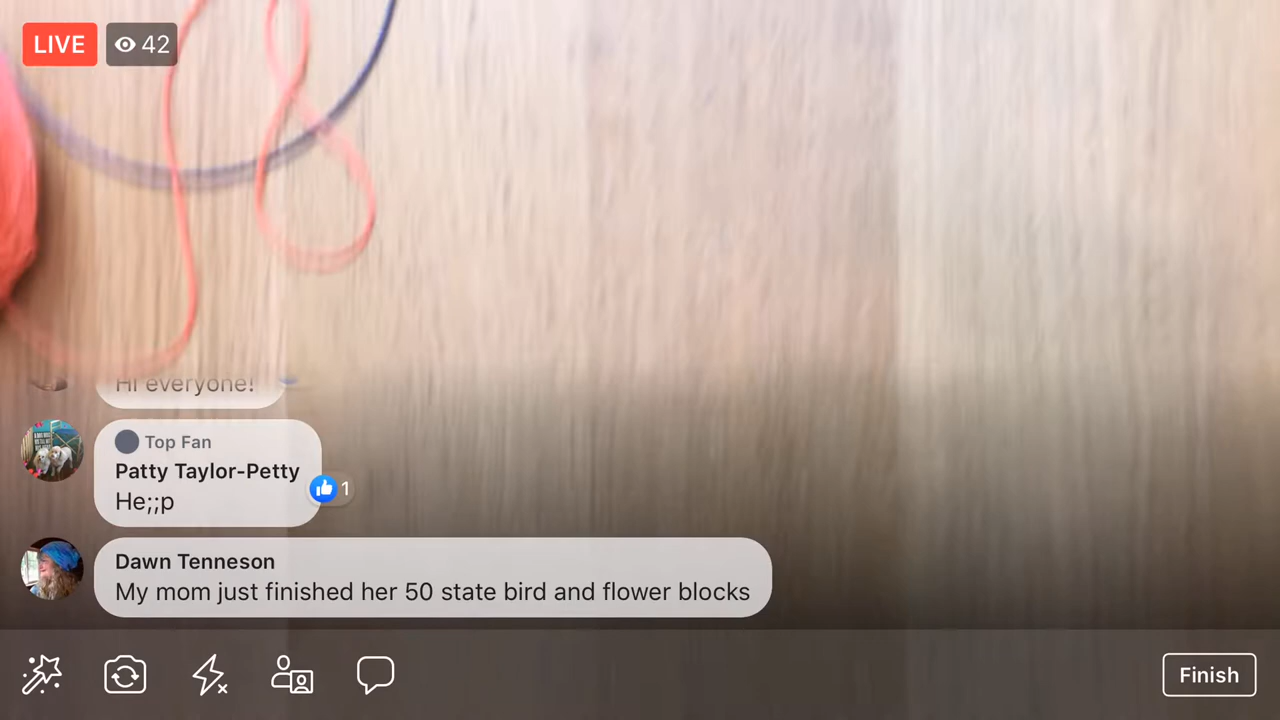 LIVE 42
Hi everyone!
Top Fan
Patty Taylor-Petty
He;;p
1
Dawn Tenneson
My mom just finished her 50 state bird and flower blocks
Finish